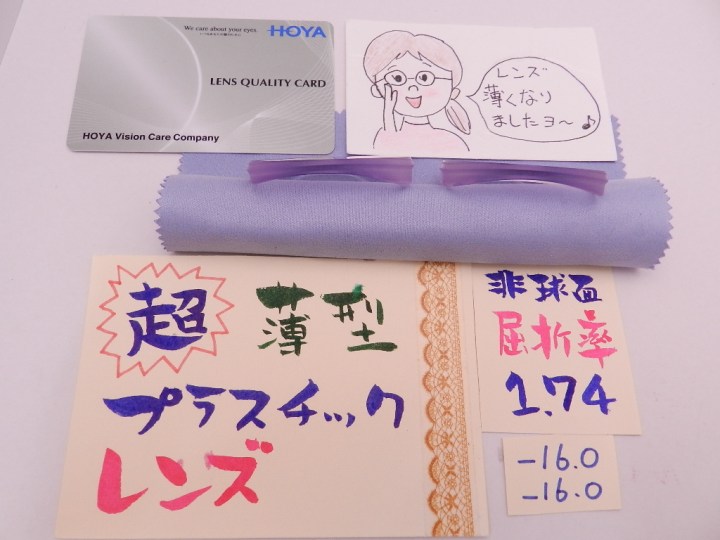 We care about your eyes HOYA
LENS QUALITY CARD
HOYA Vision Care Company
レンズ
薄くなり
ましたヨ〜♪
超薄型
プラスチック
レンズ
非球面
屈折率
1.74
-16.0
-16.0